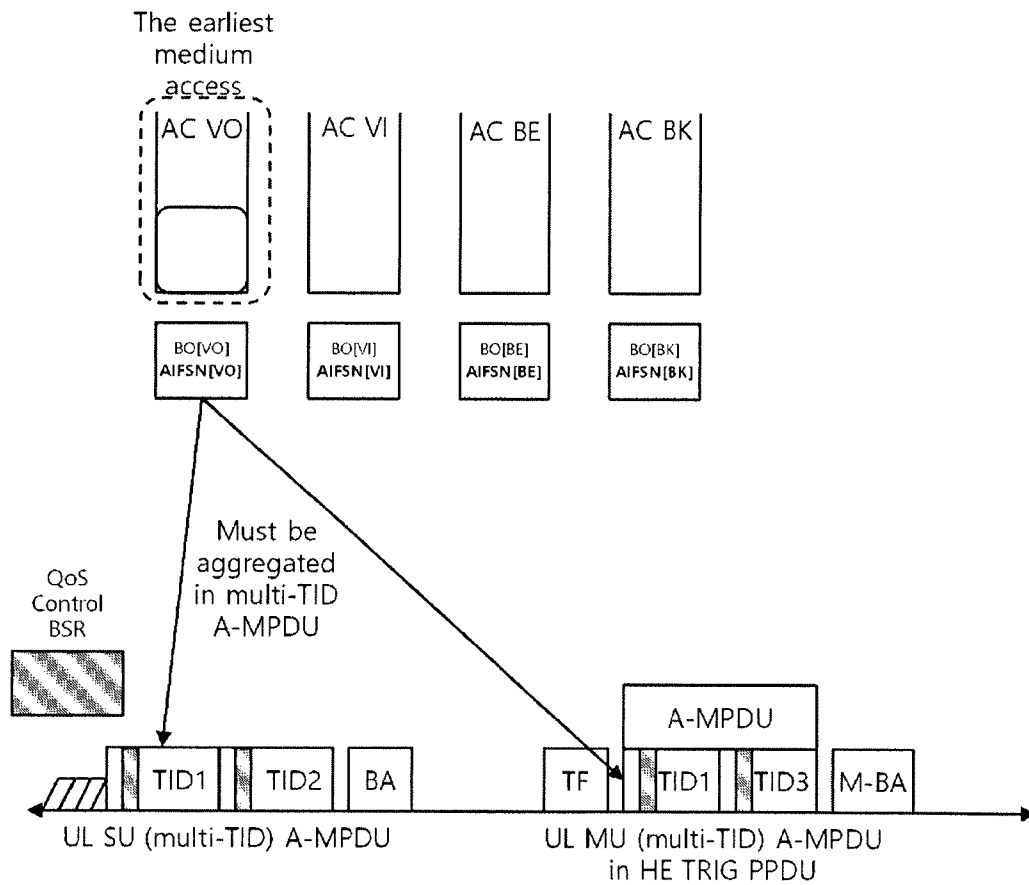 The earliest
medium
access
AC VO
AC VI
AC BE
AC BK
BO[VO]
AIFSN[VO]
BO[VI]
AIFSN[VI]
BO[BE]
AIFSN[BE]
BO[BK]
AIFSN[BK]
Must be
aggregated
in multi-TID
A-MPDU
QoS
Control
BSR
A-MPDU
TID1
TID2
BA
TF
TID1
TID3
M-BA
UL SU (multi-TID) A-MPDU
UL MU (multi-TID) A-MPDU
in HE TRIG PPDU